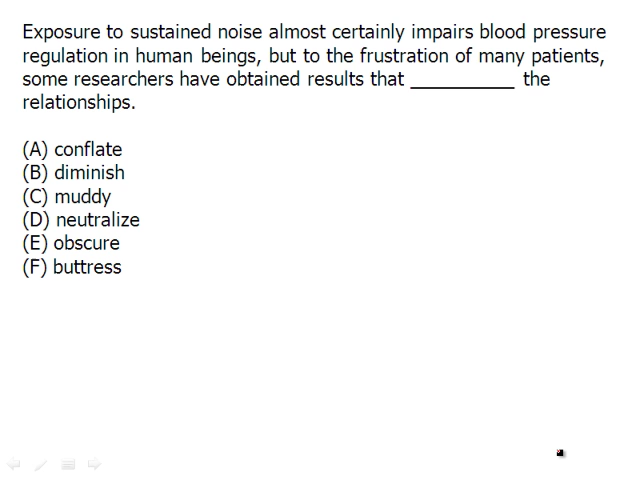 Exposure to sustained noise almost certainly impairs blood pressure
regulation in human beings, but to the frustration of many patients,
some researchers have obtained results that ___________ the
relationships.
(A) conflate
(B) diminish
(C) muddy
(D) neutralize
(E) obscure
(F) buttress